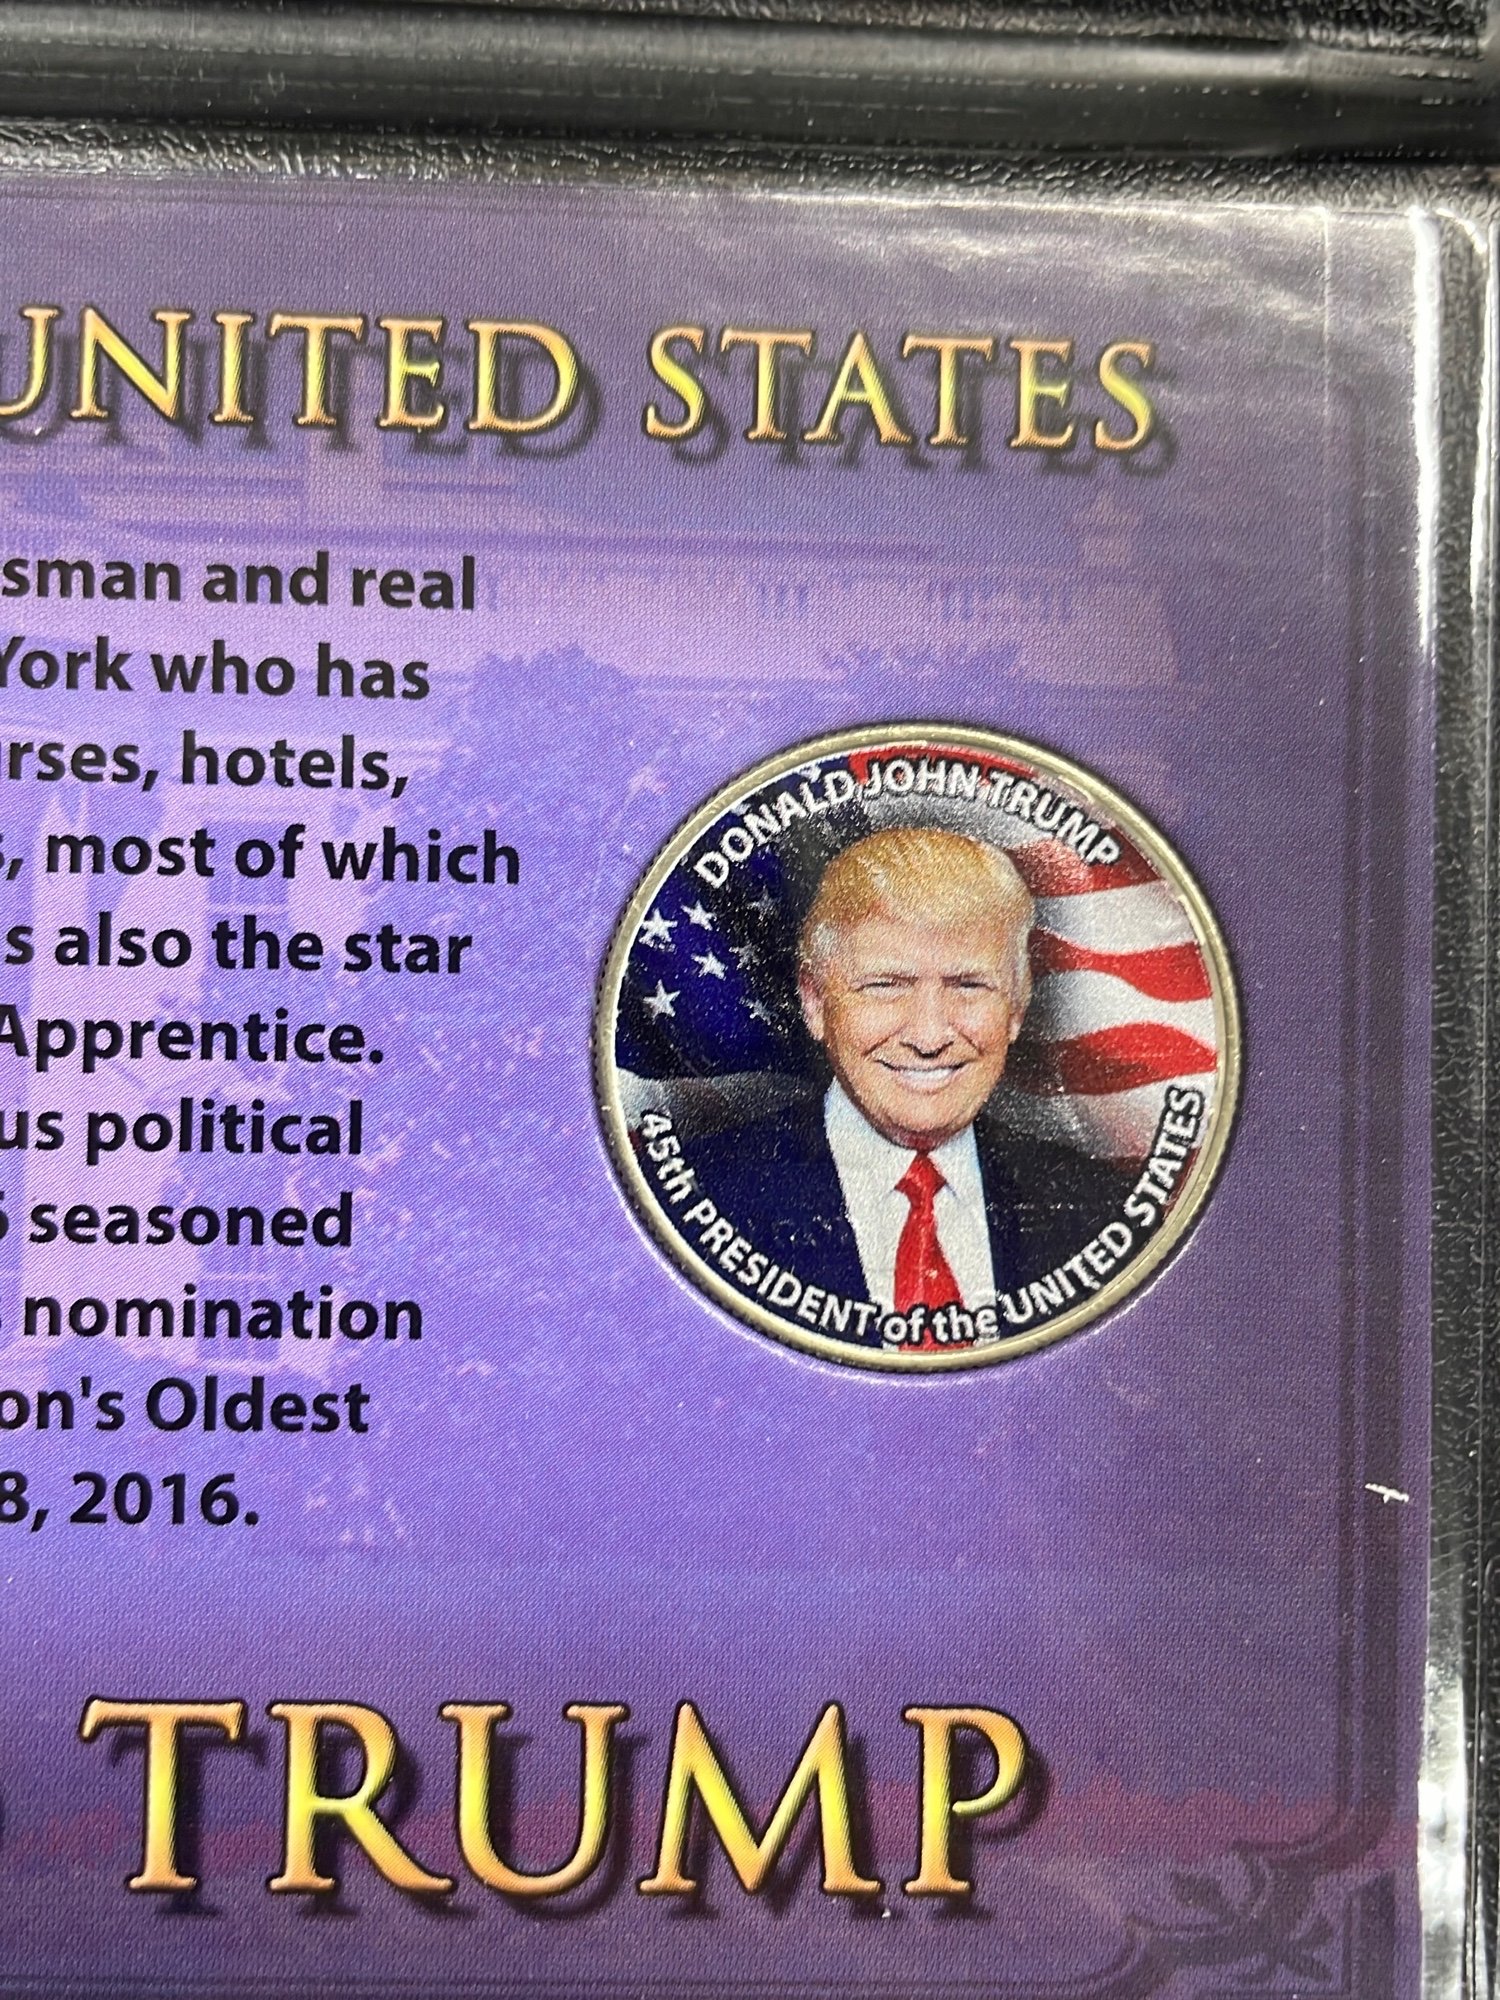 UNITED STATES
sman and real
York who has
rses, hotels,
, most of which
s also the star
Apprentice.
us political
seasoned
nomination
on's Oldest
8, 2016.
DONALD JOHN TRUMP
45th PRESIDENT of the UNITED STATES
TRUMP